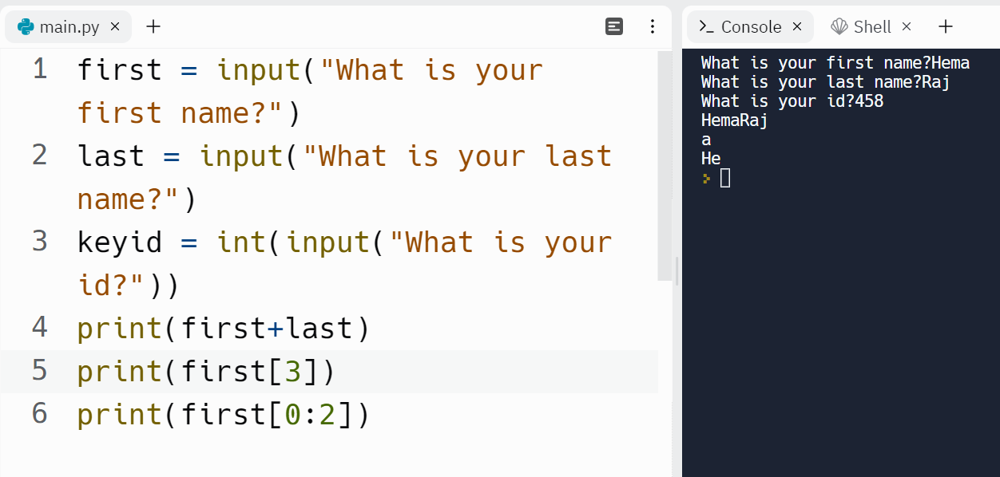 main.py × +
1 first = input("What is your
first name?")
2 last = input("What is your last
name?")
3 keyid = int(input("What is your
id?"))
4 print(first+last)
5 print(first[3])
6 print(first[0:2])
>_ Console × Shell × +
What is your first name?Hema
What is your last name?Raj
What is your id?458
HemaRaj
a
He
>